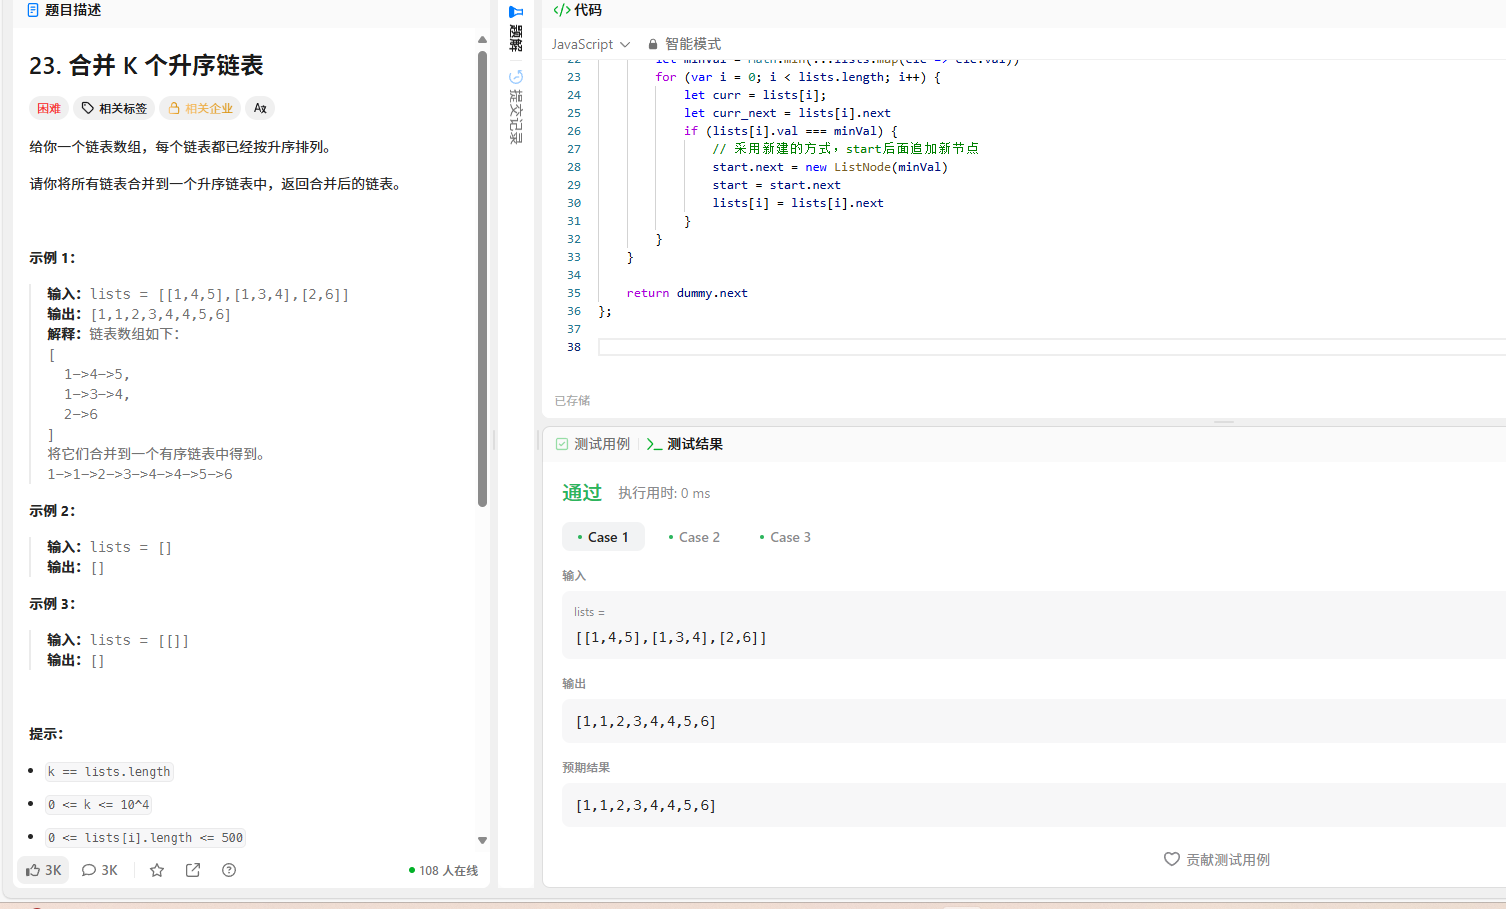 题目描述
23. 合并 K 个升序链表
困难 相关标签 相关企业
给你一个链表数组，每个链表都已经按升序排列。
请你将所有链表合并到一个升序链表中，返回合并后的链表。
示例 1：
输入：lists = [[1,4,5],[1,3,4],[2,6]]
输出：[1,1,2,3,4,4,5,6]
解释：链表数组如下：
[
1->4->5,
1->3->4,
2->6
]
将它们合并到一个有序链表中得到。
1->1->2->3->4->4->5->6
示例 2：
输入：lists = []
输出：[]
示例 3：
输入：lists = [[]]
输出：[]
提示：
k == lists.length
0 <= k <= 10^4
0 <= lists[i].length <= 500
3K 3K 108 人在线
题解
提交记录
</> 代码
JavaScript 智能模式
22 let minVal = Math.min(...lists.map(ele => ele.val))
23 for (var i = 0; i < lists.length; i++) {
24 let curr = lists[i];
25 let curr_next = lists[i].next
26 if (lists[i].val === minVal) {
27 // 采用新建的方式，start后面追加新节点
28 start.next = new ListNode(minVal)
29 start = start.next
30 lists[i] = lists[i].next
31 }
32 }
33 }
34
35 return dummy.next
36 };
37
38
已存储
测试用例 测试结果
通过 执行用时: 0 ms
Case 1 Case 2 Case 3
输入
lists =
[[1,4,5],[1,3,4],[2,6]]
输出
[1,1,2,3,4,4,5,6]
预期结果
[1,1,2,3,4,4,5,6]
贡献测试用例